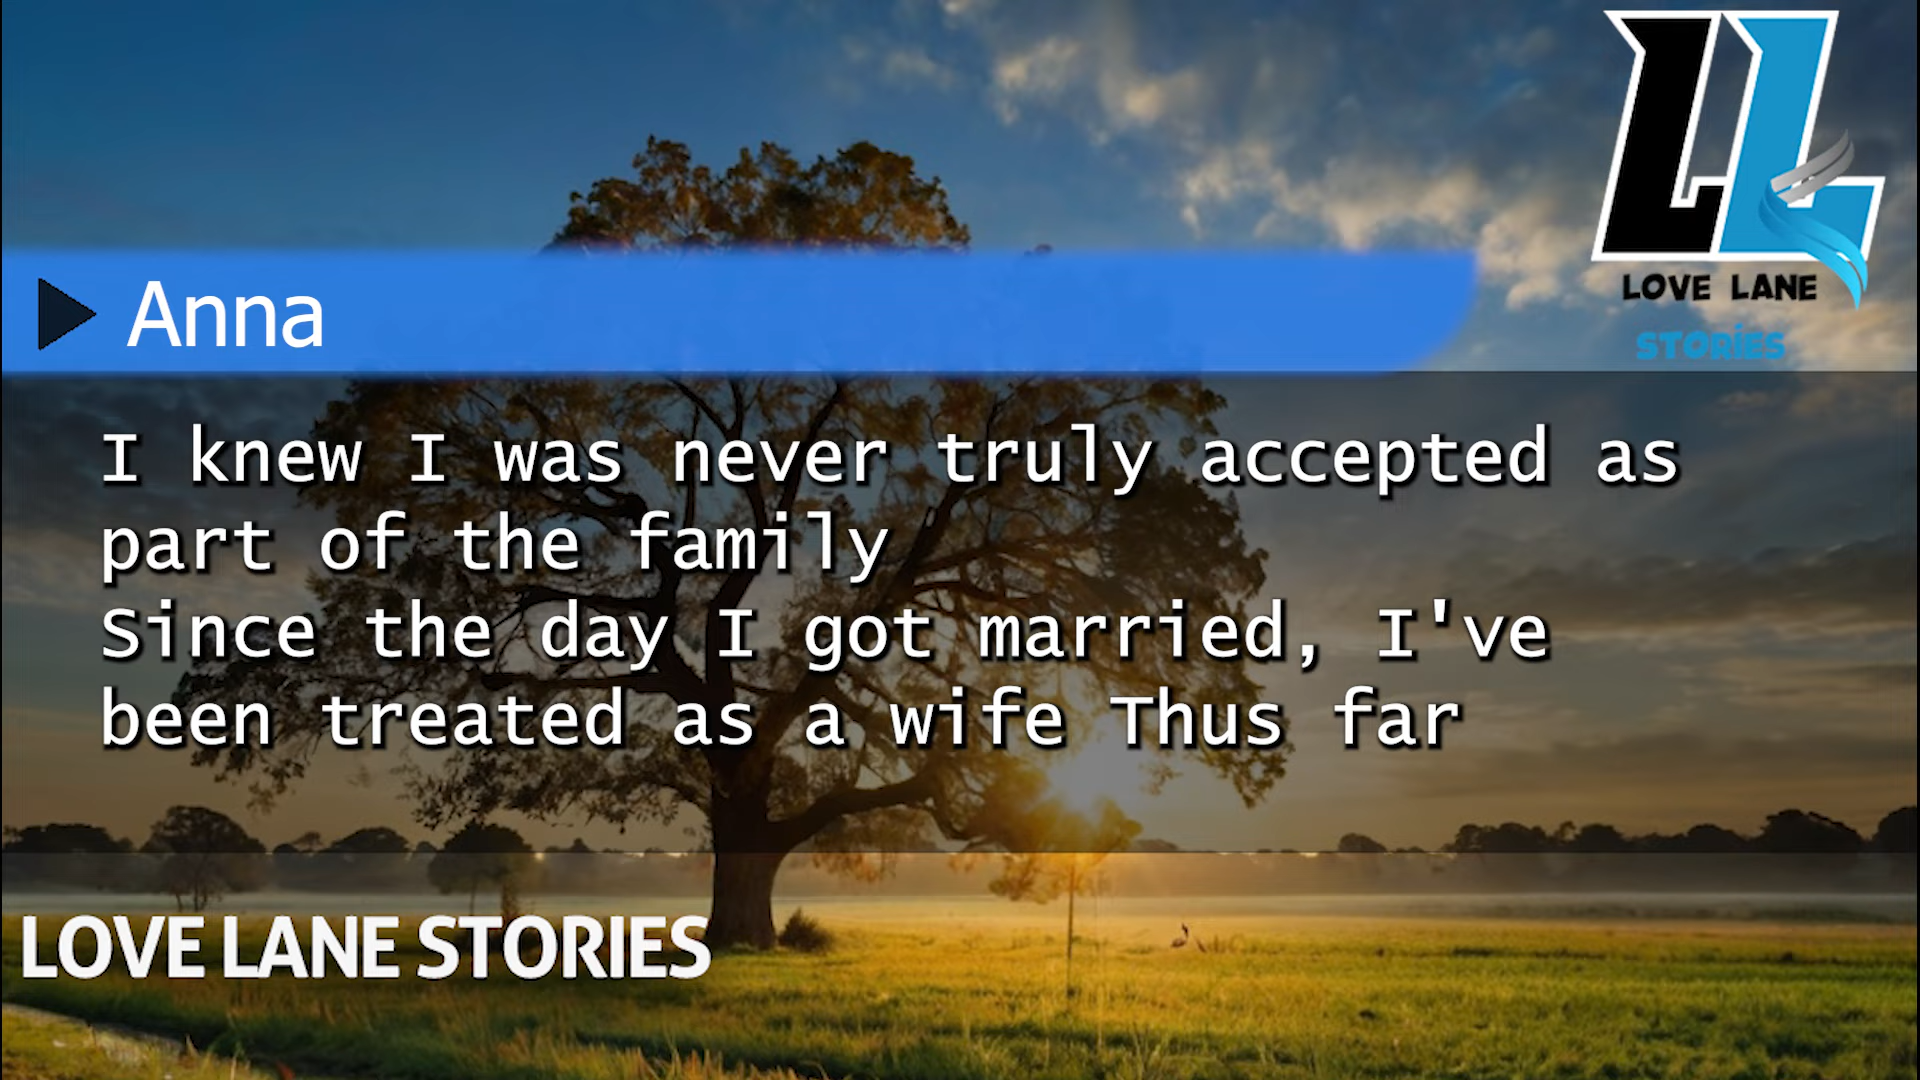 LL
LOVE LANE
STORIES
Anna
I knew I was never truly accepted as
part of the family
Since the day I got married, I've
been treated as a wife Thus far
LOVE LANE STORIES